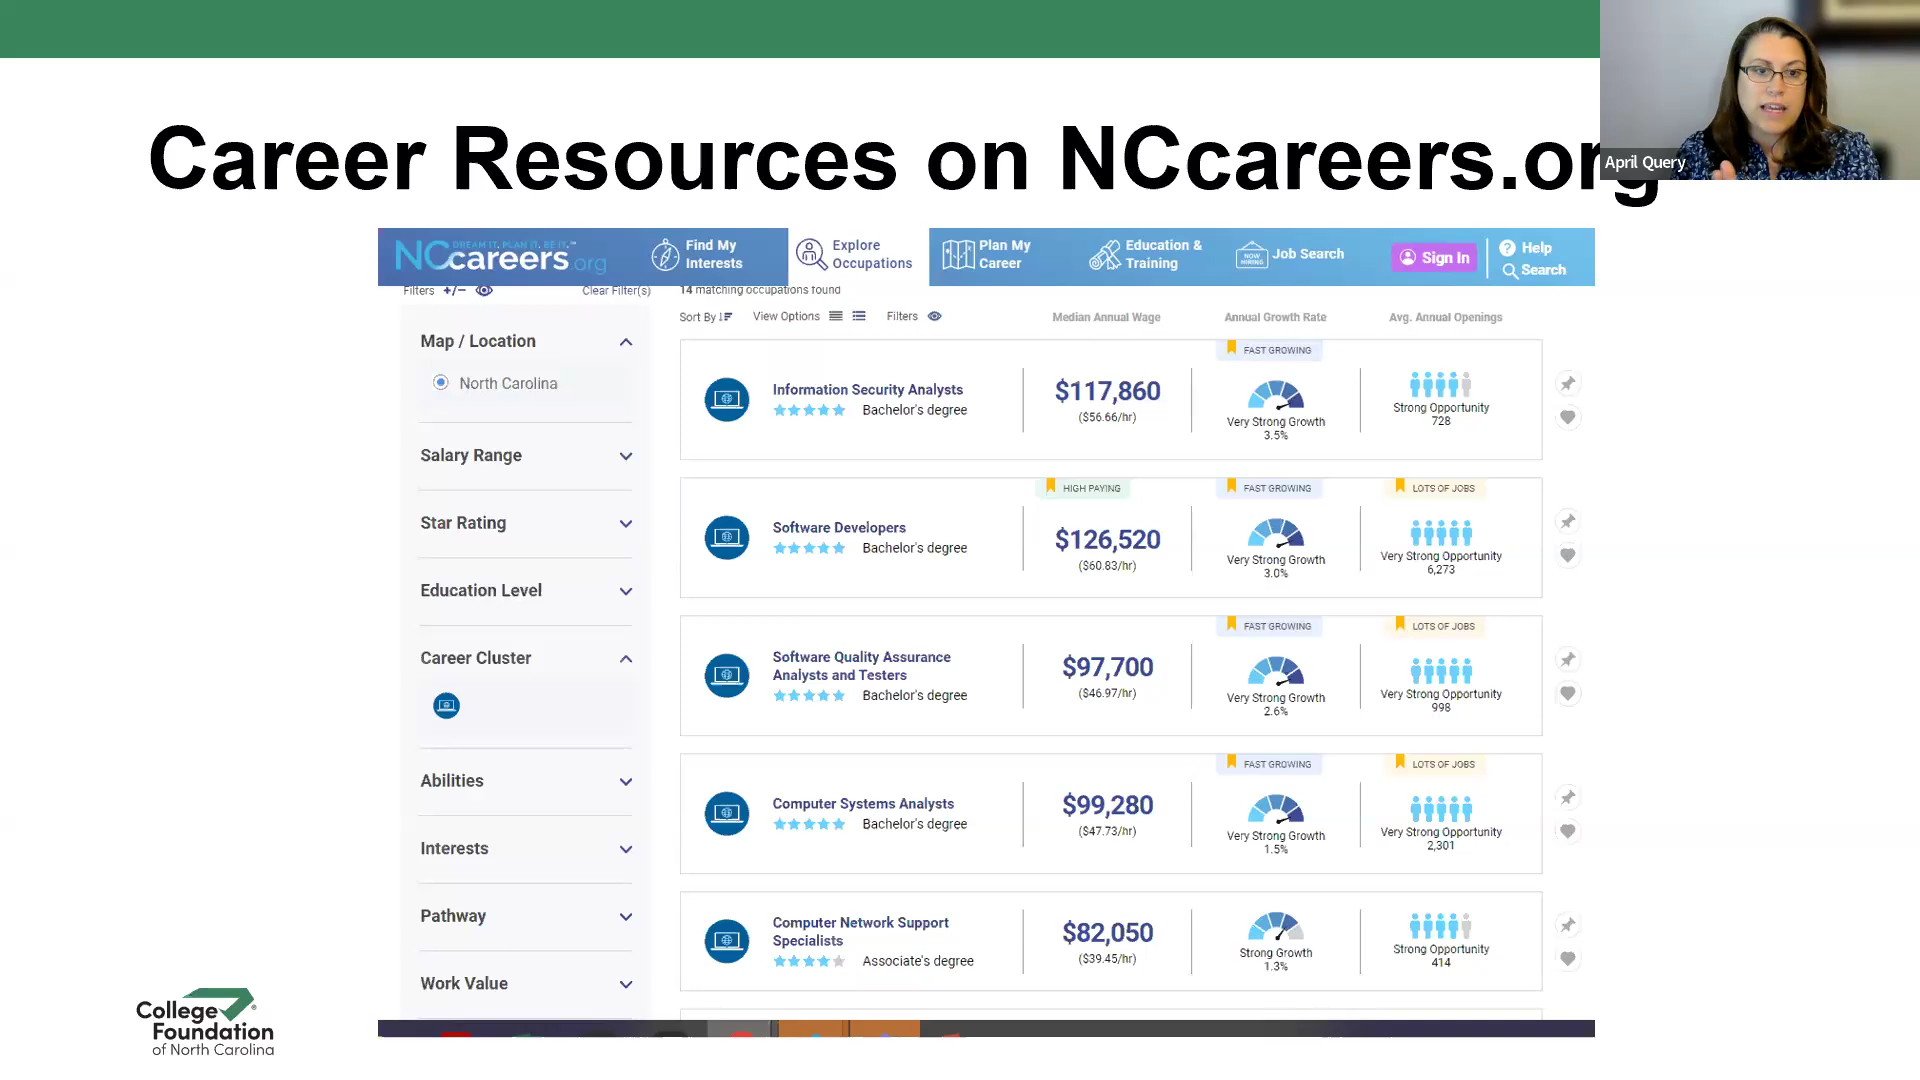 Career Resources on NCcareers.org
April Query
DREAM IT. PLAN IT. BE IT.™
NCcareers.org
Find My
Interests
Explore
Occupations
Plan My
Career
Education &
Training
NOW
HIRING
Job Search
Sign In
Help
Search
Filters +/−
Clear Filter(s)
14 matching occupations found
Sort By
View Options
Filters
Median Annual Wage
Annual Growth Rate
Avg. Annual Openings
Map / Location
North Carolina
Salary Range
Star Rating
Education Level
Career Cluster
Abilities
Interests
Pathway
Work Value
FAST GROWING
Information Security Analysts
Bachelor's degree
$117,860
($56.66/hr)
Very Strong Growth
3.5%
Strong Opportunity
728
HIGH PAYING
FAST GROWING
LOTS OF JOBS
Software Developers
Bachelor's degree
$126,520
($60.83/hr)
Very Strong Growth
3.0%
Very Strong Opportunity
6,273
FAST GROWING
LOTS OF JOBS
Software Quality Assurance
Analysts and Testers
Bachelor's degree
$97,700
($46.97/hr)
Very Strong Growth
2.6%
Very Strong Opportunity
998
FAST GROWING
LOTS OF JOBS
Computer Systems Analysts
Bachelor's degree
$99,280
($47.73/hr)
Very Strong Growth
1.5%
Very Strong Opportunity
2,301
Computer Network Support
Specialists
Associate's degree
$82,050
($39.45/hr)
Strong Growth
1.3%
Strong Opportunity
414
College
Foundation
of North Carolina